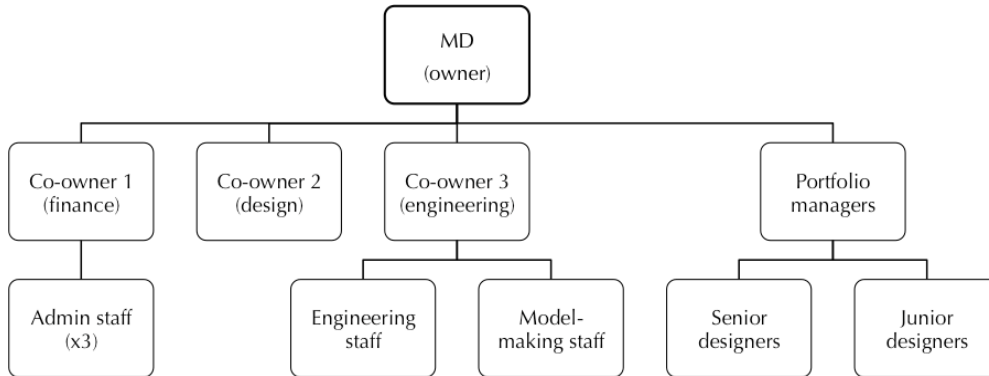 MD
(owner)
Co-owner 1
(finance)
Co-owner 2
(design)
Co-owner 3
(engineering)
Portfolio
managers
Admin staff
(x3)
Engineering
staff
Model-
making staff
Senior
designers
Junior
designers